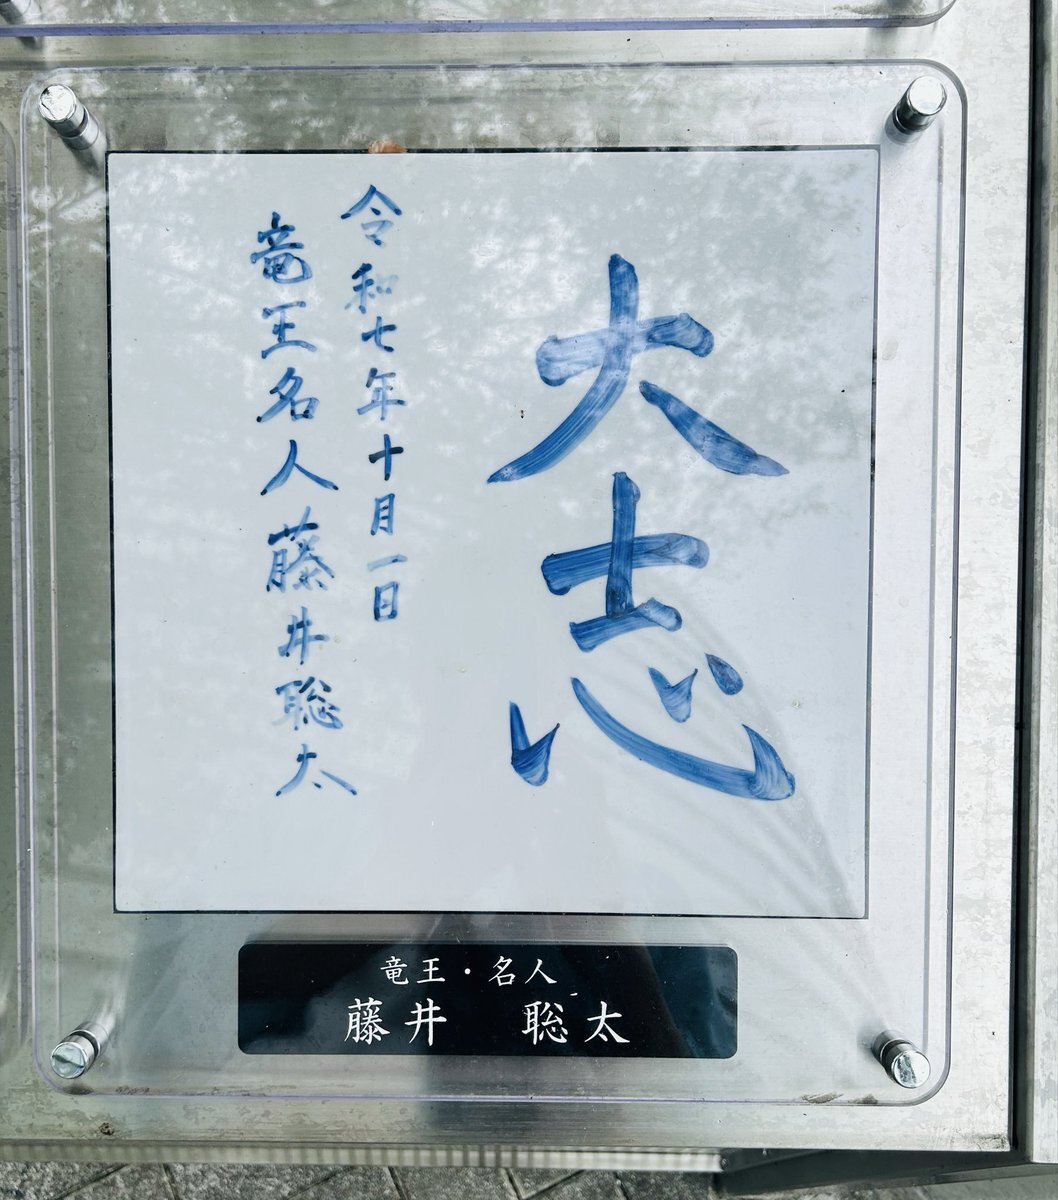 大志
令和七年十月一日
竜王名人 藤井聡太
竜王・名人
藤井 聡太